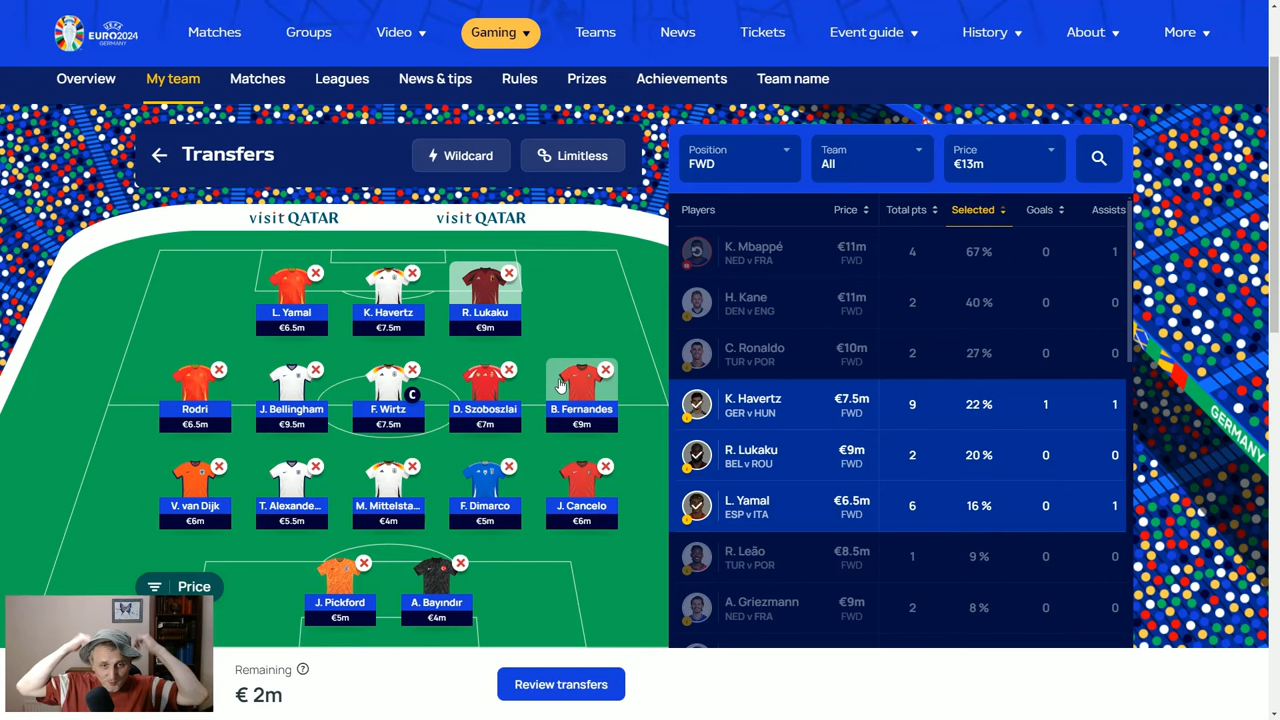 UEFA
EURO2024
GERMANY
Matches
Groups
Video
Gaming
Teams
News
Tickets
Event guide
History
About
More
Overview
My team
Matches
Leagues
News & tips
Rules
Prizes
Achievements
Team name
Transfers
Wildcard
Limitless
visit QATAR
visit QATAR
L. Yamal
€6.5m
K. Havertz
€7.5m
R. Lukaku
€9m
Rodri
€6.5m
J. Bellingham
€9.5m
C
F. Wirtz
€7.5m
D. Szoboszlai
€7m
B. Fernandes
€9m
V. van Dijk
€6m
T. Alexande...
€5.5m
M. Mittelsta...
€4m
F. Dimarco
€5m
J. Cancelo
€6m
J. Pickford
€5m
A. Bayındır
€4m
Price
Remaining
€ 2m
Review transfers
Position
FWD
Team
All
Price
€13m
Players
Price
Total pts
Selected
Goals
Assists
K. Mbappé
NED v FRA
€11m
FWD
4
67 %
0
1
H. Kane
DEN v ENG
€11m
FWD
2
40 %
0
0
C. Ronaldo
TUR v POR
€10m
FWD
2
27 %
0
0
K. Havertz
GER v HUN
€7.5m
FWD
9
22 %
1
1
R. Lukaku
BEL v ROU
€9m
FWD
2
20 %
0
0
L. Yamal
ESP v ITA
€6.5m
FWD
6
16 %
0
1
R. Leão
TUR v POR
€8.5m
FWD
1
9 %
0
0
A. Griezmann
NED v FRA
€9m
FWD
2
8 %
0
0
GERMANY